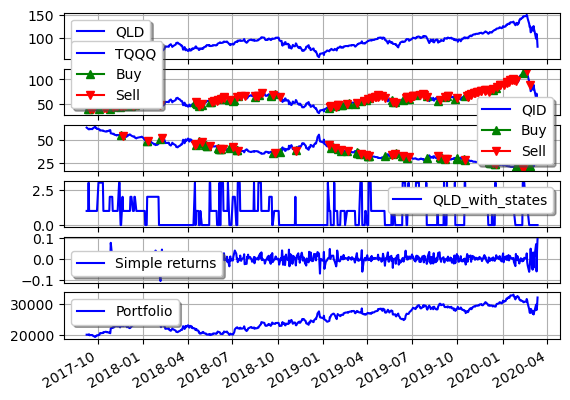 150
100
QLD
TQQQ
Buy
Sell
100
50
QID
Buy
Sell
50
25
2.5
0.0
QLD_with_states
0.1
0.0
-0.1
Simple returns
30000
20000
Portfolio
2017-10
2018-01
2018-04
2018-07
2018-10
2019-01
2019-04
2019-07
2019-10
2020-01
2020-04